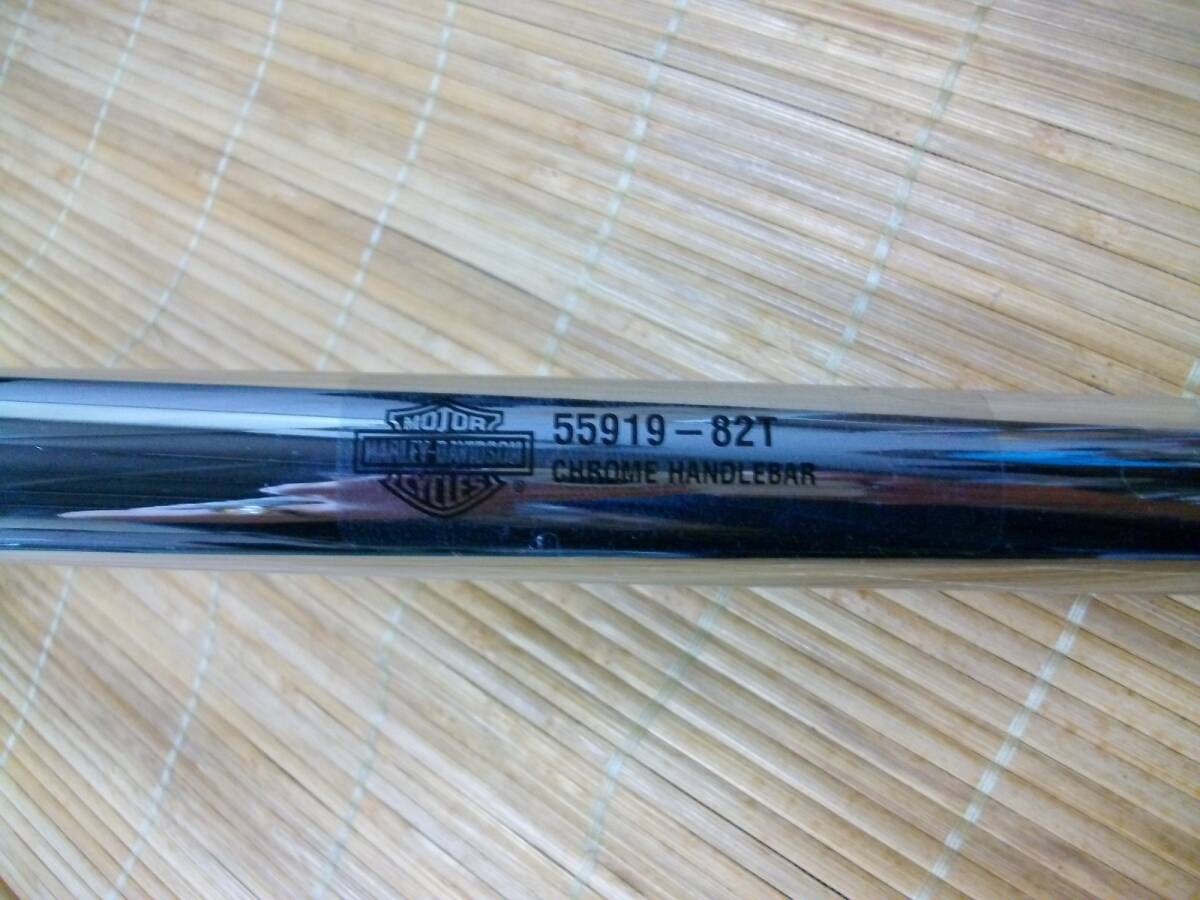 MOTOR
HARLEY-DAVIDSON
CYCLES
®
55919-82T
CHROME HANDLEBAR